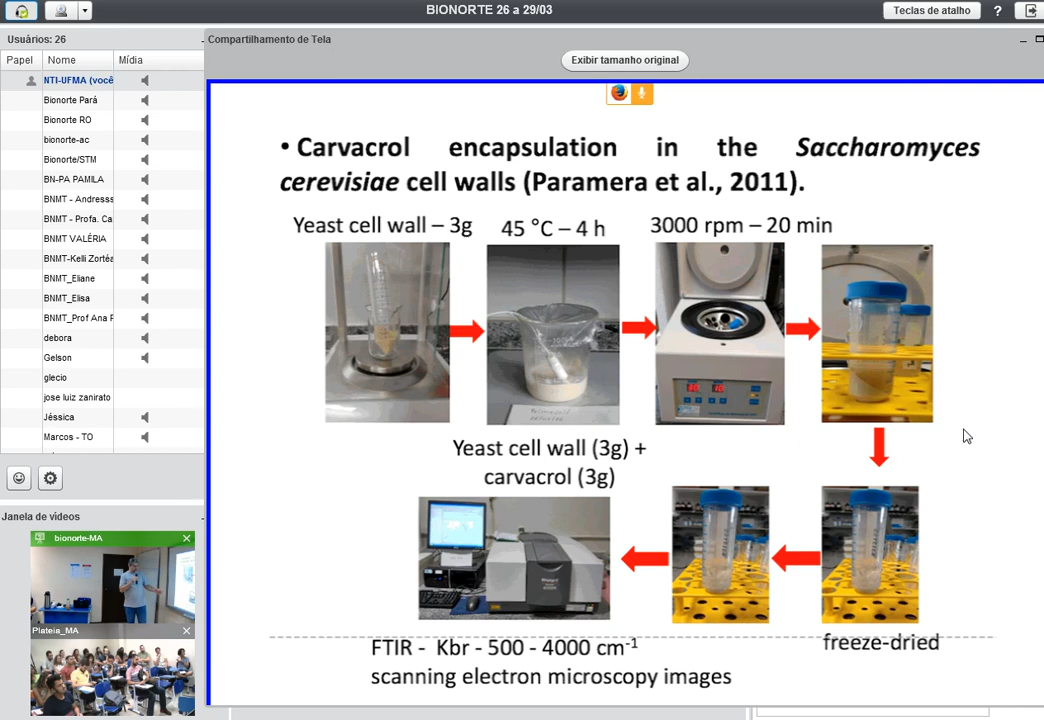 BIONORTE 26 a 29/03
Teclas de atalho
?
Usuários: 26
Compartilhamento de Tela
Papel Nome Mídia
Exibir tamanho original
NTI-UFMA (você
Bionorte Pará
Bionorte RO
bionorte-ac
Bionorte/STM
BN-PA PAMILA
BNMT - Andresss
BNMT - Profa. Ca
BNMT VALÉRIA
BNMT-Kelli Zortéa
BNMT_Eliane
BNMT_Elisa
BNMT_Prof Ana P
debora
Gelson
glecio
jose luiz zanirato
Jéssica
Marcos - TO
• Carvacrol encapsulation in the Saccharomyces
cerevisiae cell walls (Paramera et al., 2011).
Yeast cell wall – 3g
45 °C – 4 h
3000 rpm – 20 min
Yeast cell wall (3g) +
carvacrol (3g)
freeze-dried
FTIR - Kbr - 500 - 4000 cm-1
scanning electron microscopy images
Janela de videos
bionorte-MA
Plateia_MA